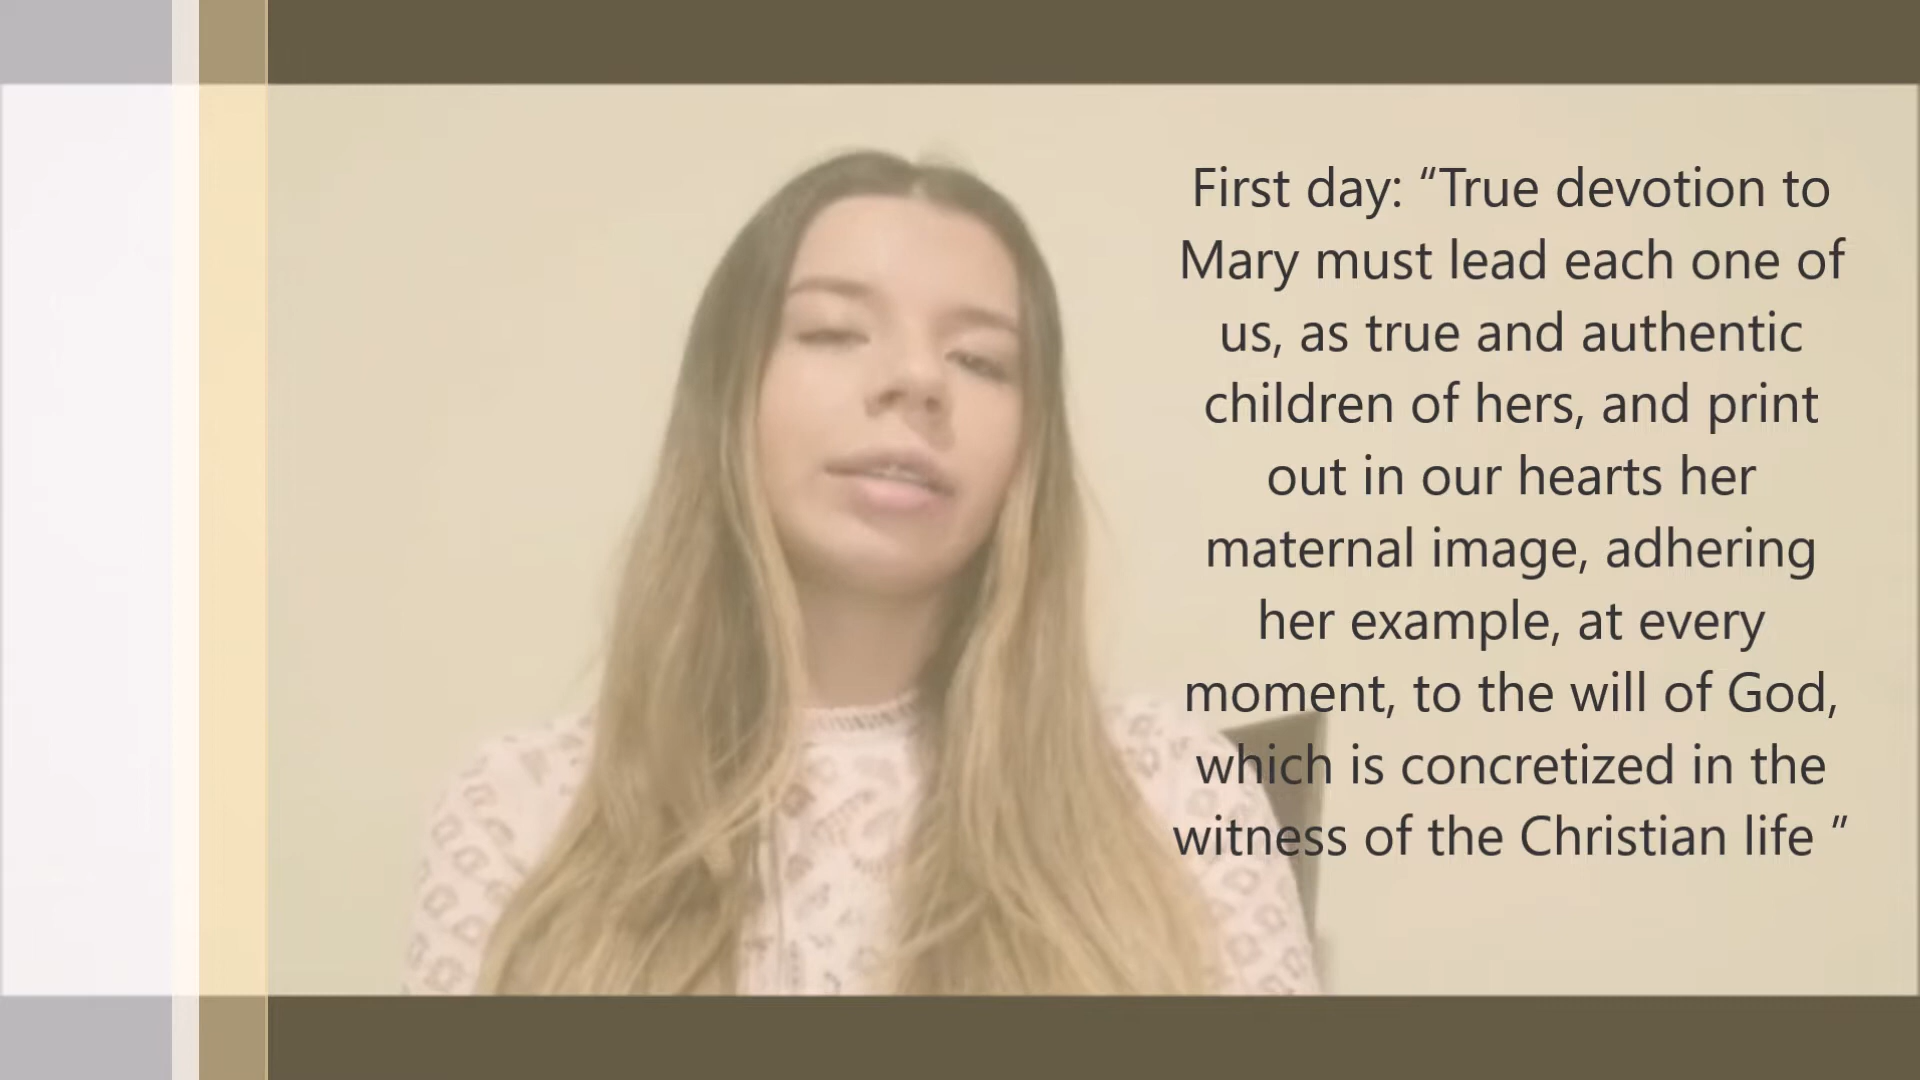 First day: “True devotion to
Mary must lead each one of
us, as true and authentic
children of hers, and print
out in our hearts her
maternal image, adhering
her example, at every
moment, to the will of God,
which is concretized in the
witness of the Christian life ”